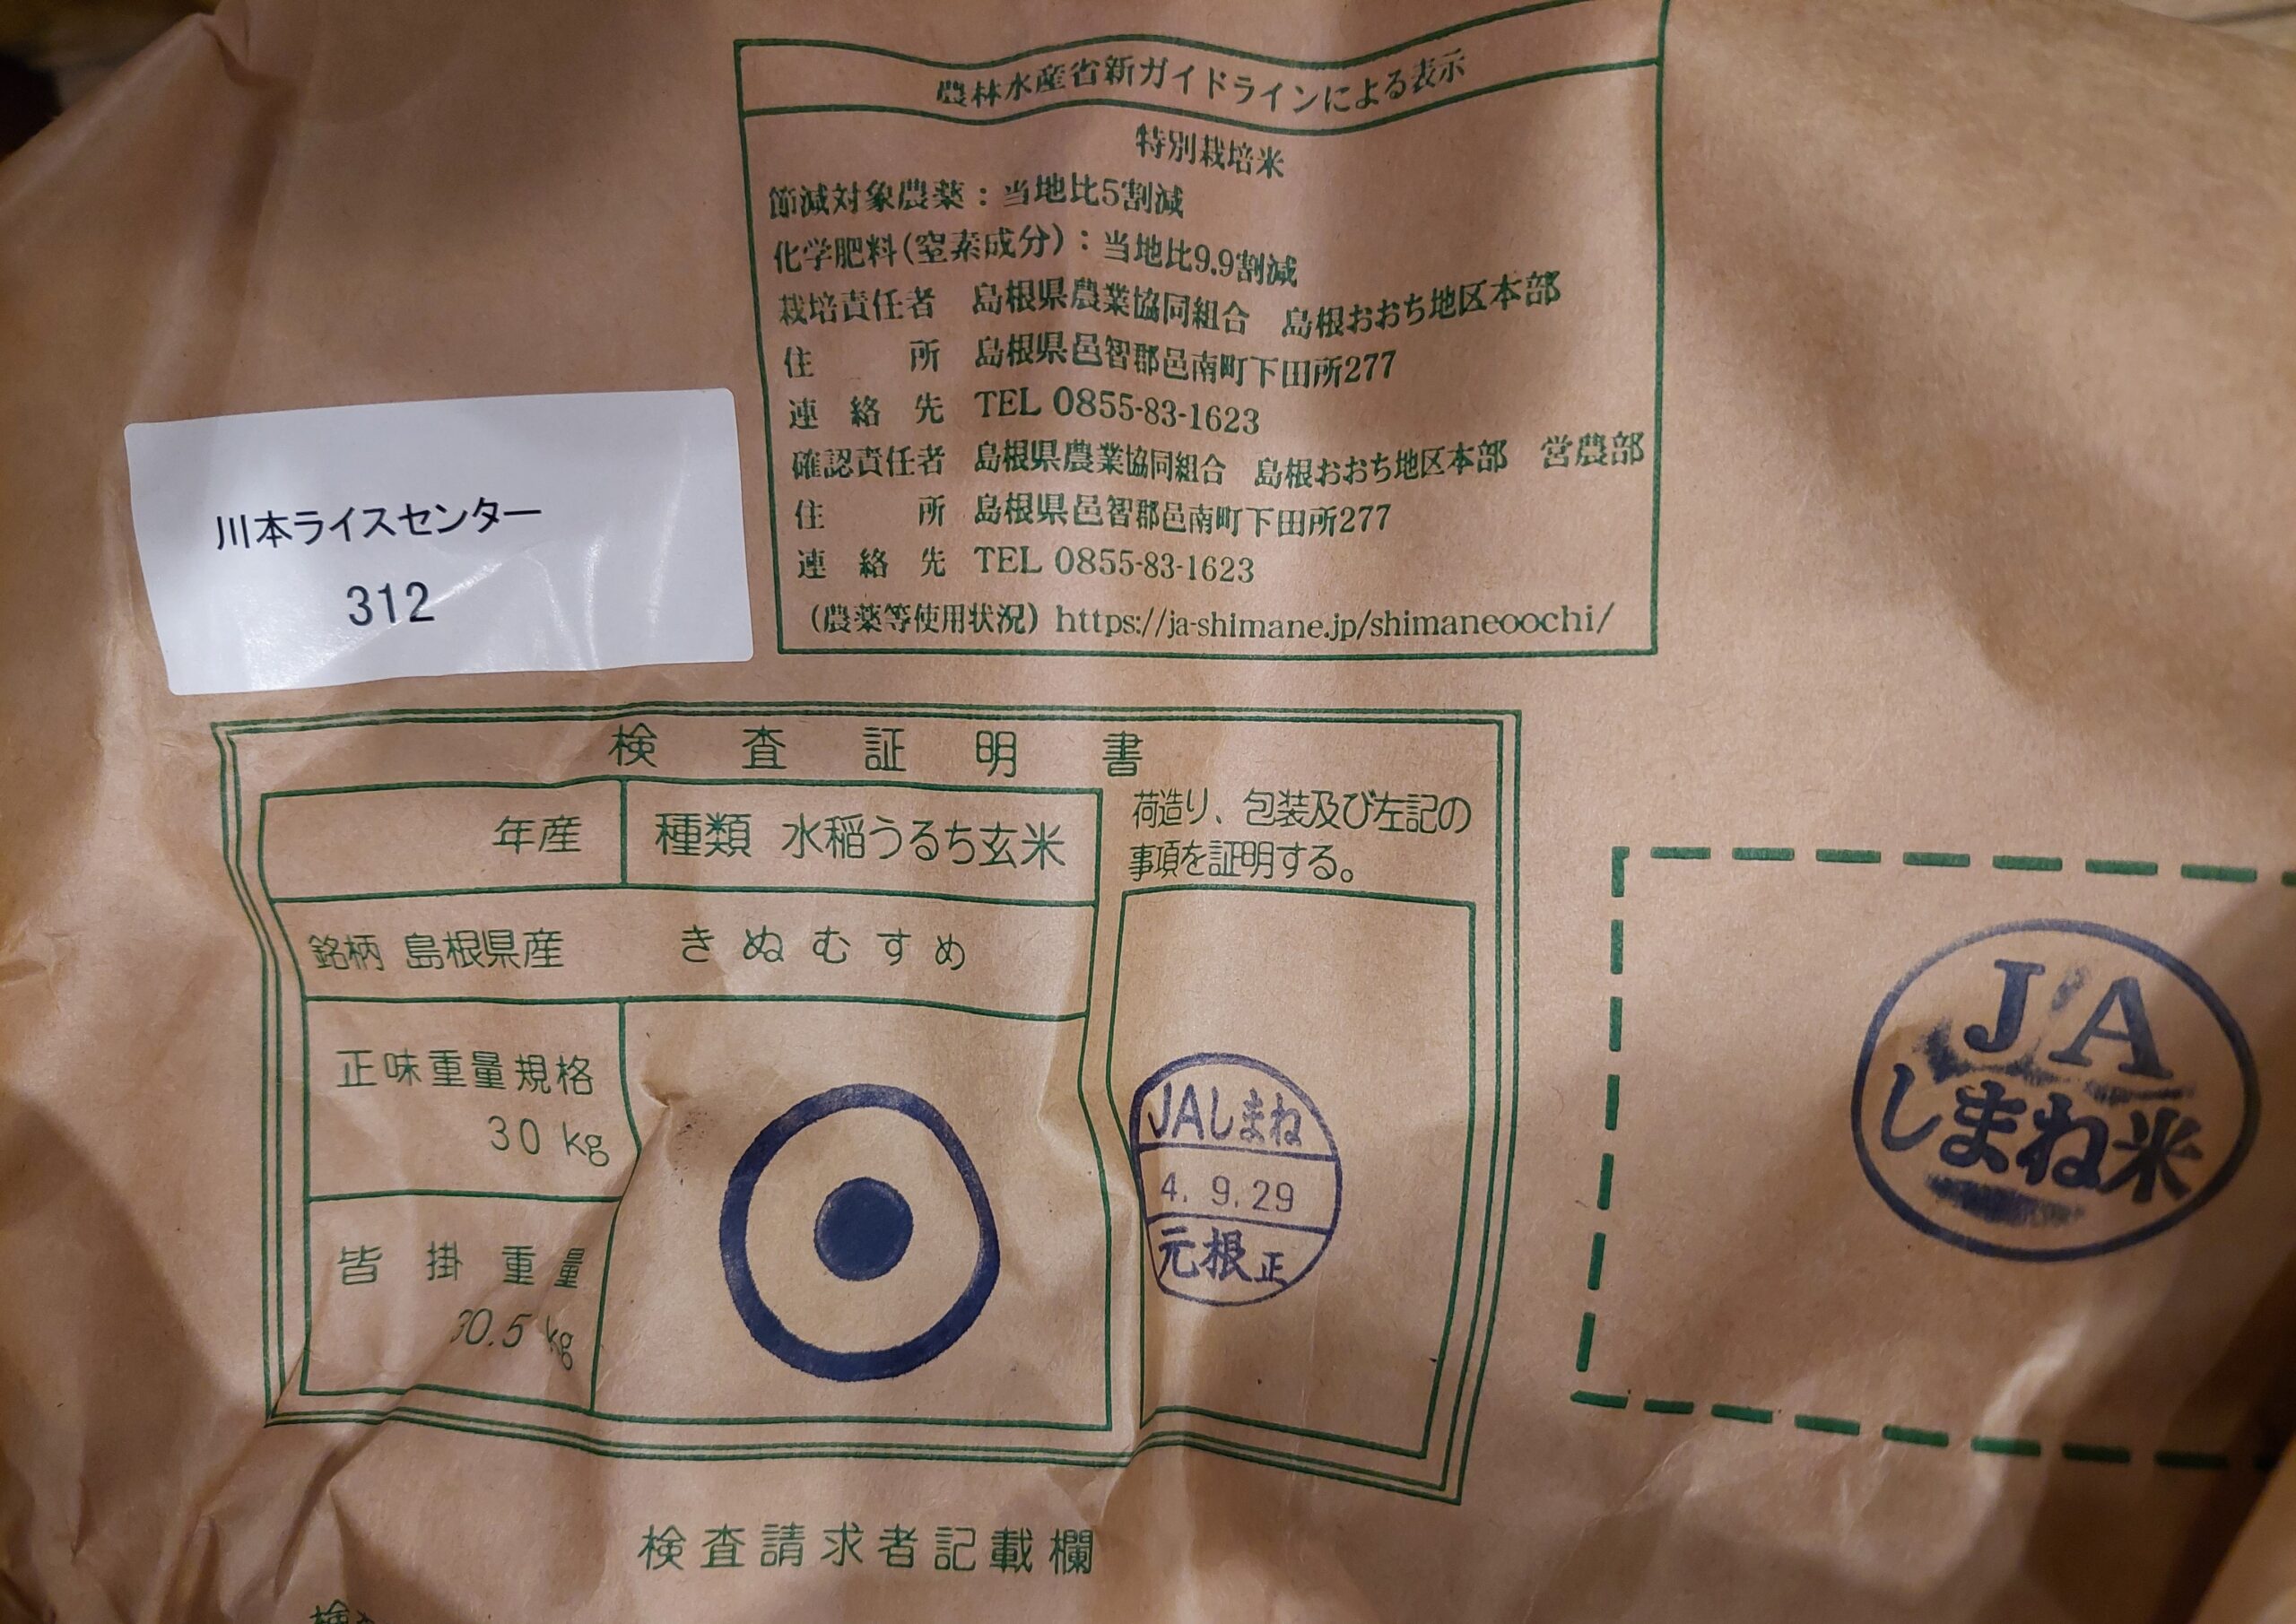 農林水産省新ガイドラインによる表示
特別栽培米
節減対象農薬：当地比5割減
化学肥料(窒素成分)：当地比9.9割減
栽培責任者 島根県農業協同組合 島根おおち地区本部
住所 島根県邑智郡邑南町下田所277
連絡先 TEL 0855-83-1623
確認責任者 島根県農業協同組合 島根おおち地区本部 営農部
住所 島根県邑智郡邑南町下田所277
連絡先 TEL 0855-83-1623
(農薬等使用状況) https://ja-shimane.jp/shimaneoochi/
川本ライスセンター
312
検査証明書
年産 種類 水稲うるち玄米
銘柄 島根県産 きぬむすめ
正味重量規格
30 kg
皆掛重量
30.5 kg
荷造り、包装及び左記の
事項を証明する。
JAしまね
4. 9. 29
元根正
JA
しまね米
検査請求者記載欄